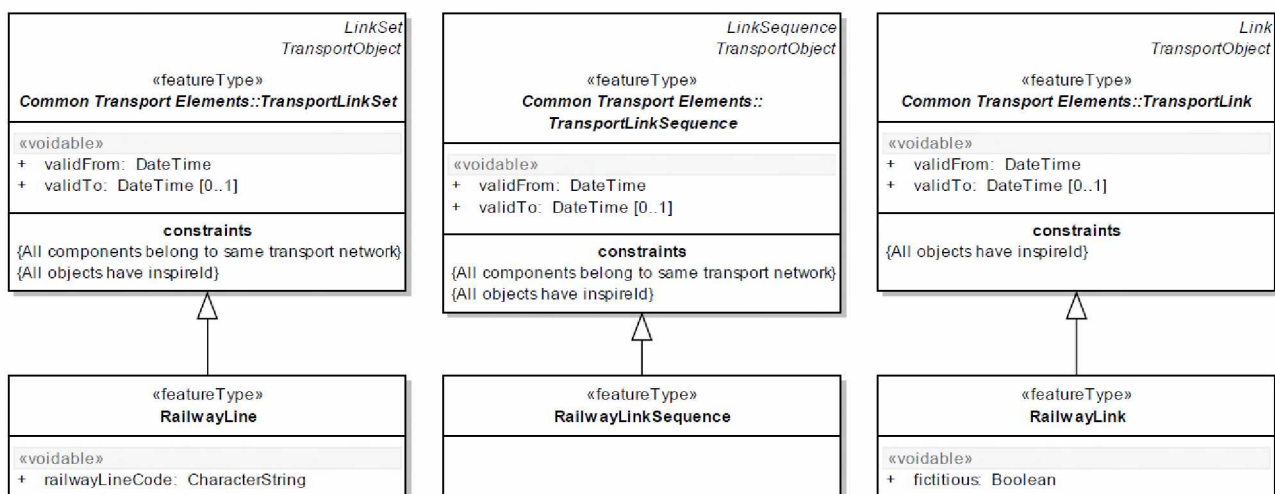 LinkSet
TransportObject
«featureType»
Common Transport Elements::TransportLinkSet
«voidable»
+ validFrom: DateTime
+ validTo: DateTime [0..1]
constraints
{All components belong to same transport network}
{All objects have inspireId}
LinkSequence
TransportObject
«featureType»
Common Transport Elements::
TransportLinkSequence
«voidable»
+ validFrom: DateTime
+ validTo: DateTime [0..1]
constraints
{All components belong to same transport network}
{All objects have inspireId}
Link
TransportObject
«featureType»
Common Transport Elements::TransportLink
«voidable»
+ validFrom: DateTime
+ validTo: DateTime [0..1]
constraints
{All objects have inspireId}
«featureType»
RailwayLine
«voidable»
+ railwayLineCode: CharacterString
«featureType»
RailwayLinkSequence
«featureType»
RailwayLink
«voidable»
+ fictitious: Boolean